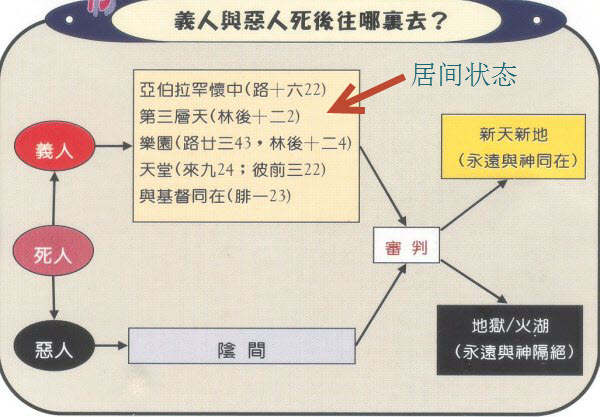 義人與惡人死後往哪裏去？
居间状态
亞伯拉罕懷中(路十六22)
第三層天(林後十二2)
樂園(路廿三43，林後十二4)
天堂(來九24；彼前三22)
與基督同在(腓一23)
義人
新天新地
(永遠與神同在)
死人
審判
惡人
陰間
地獄/火湖
(永遠與神隔絕)